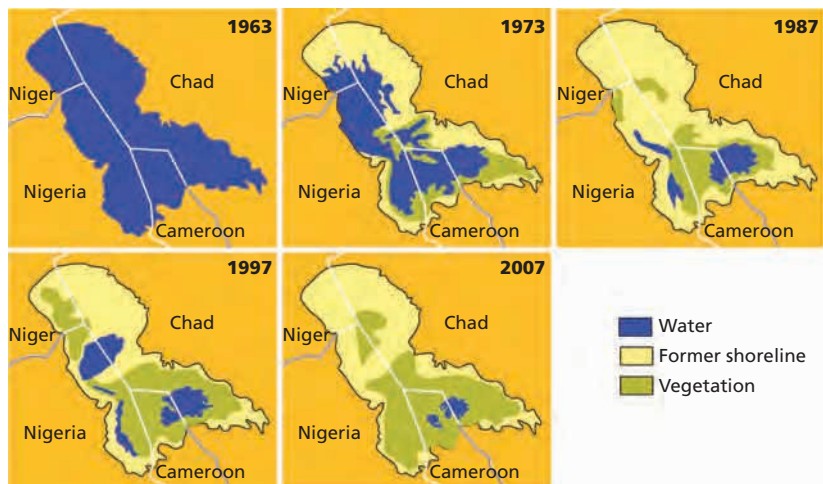 1963
Chad
Niger
Nigeria
Cameroon
1973
Chad
Niger
Nigeria
Cameroon
1987
Chad
Niger
Nigeria
Cameroon
1997
Chad
Niger
Nigeria
Cameroon
2007
Chad
Niger
Nigeria
Cameroon
Water
Former shoreline
Vegetation